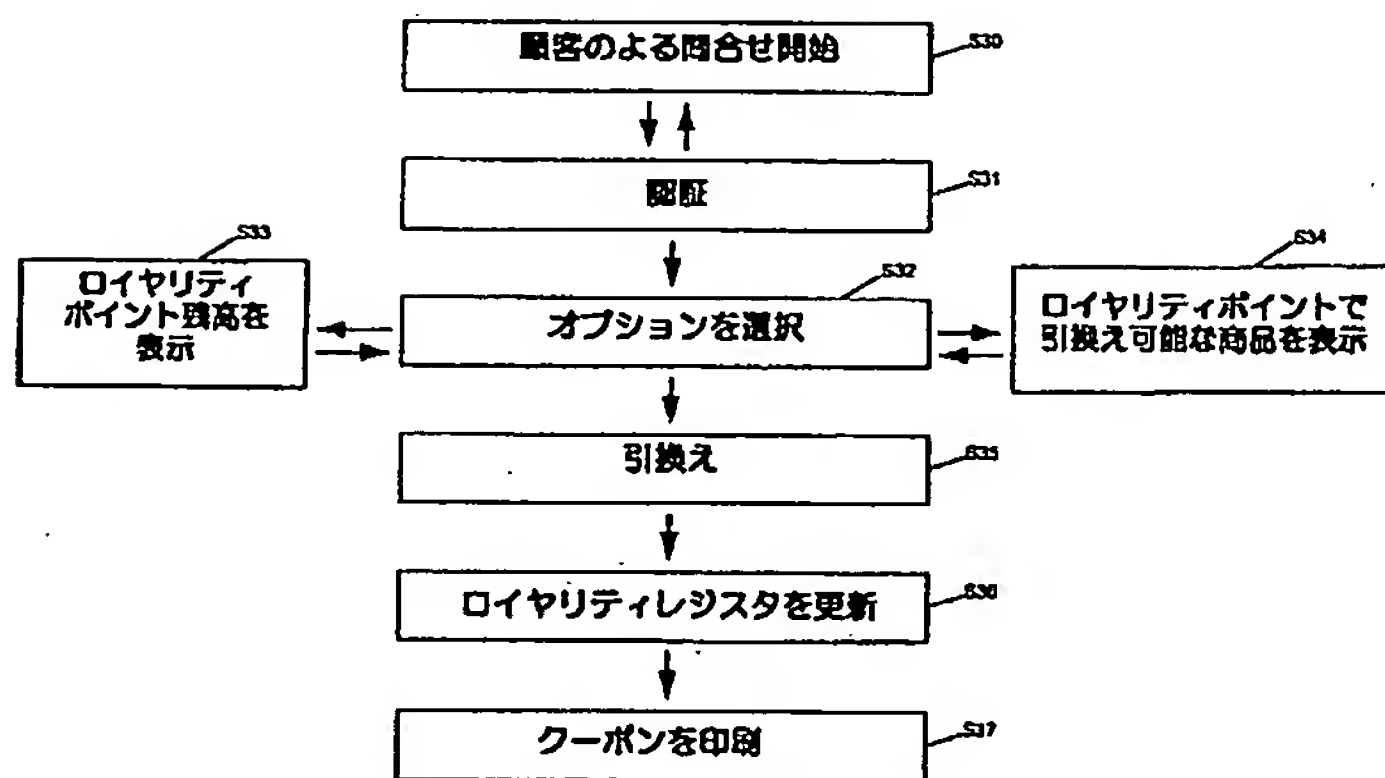 顧客のよる問合せ開始
S30
認証
S31
S33
ロイヤリティ
ポイント残高を
表示
S32
オプションを選択
S34
ロイヤリティポイントで
引換え可能な商品を表示
引換え
S35
ロイヤリティレジスタを更新
S36
クーポンを印刷
S37